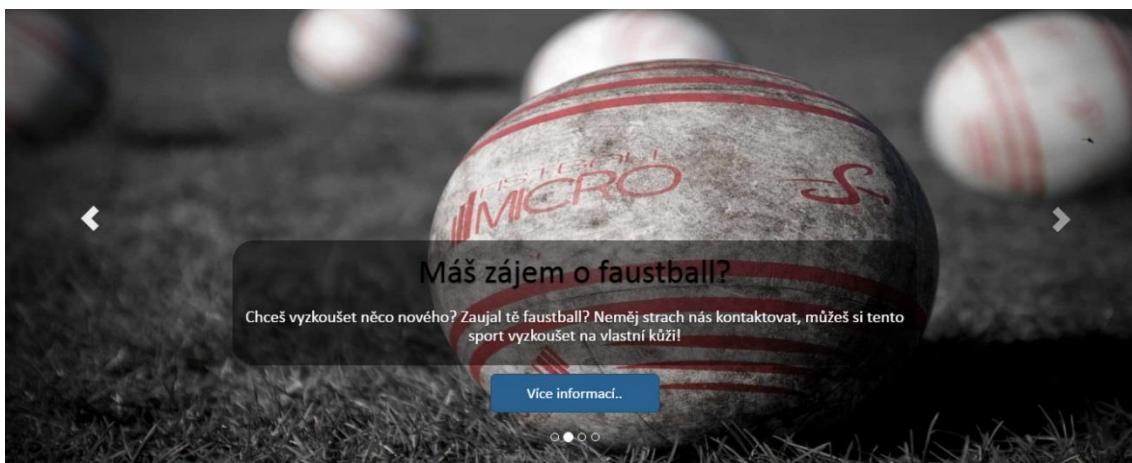 MICRO
Máš zájem o faustball?
Chceš vyzkoušet něco nového? Zaujal tě faustball? Neměj strach nás kontaktovat, můžeš si tento
sport vyzkoušet na vlastní kůži!
Více informací..